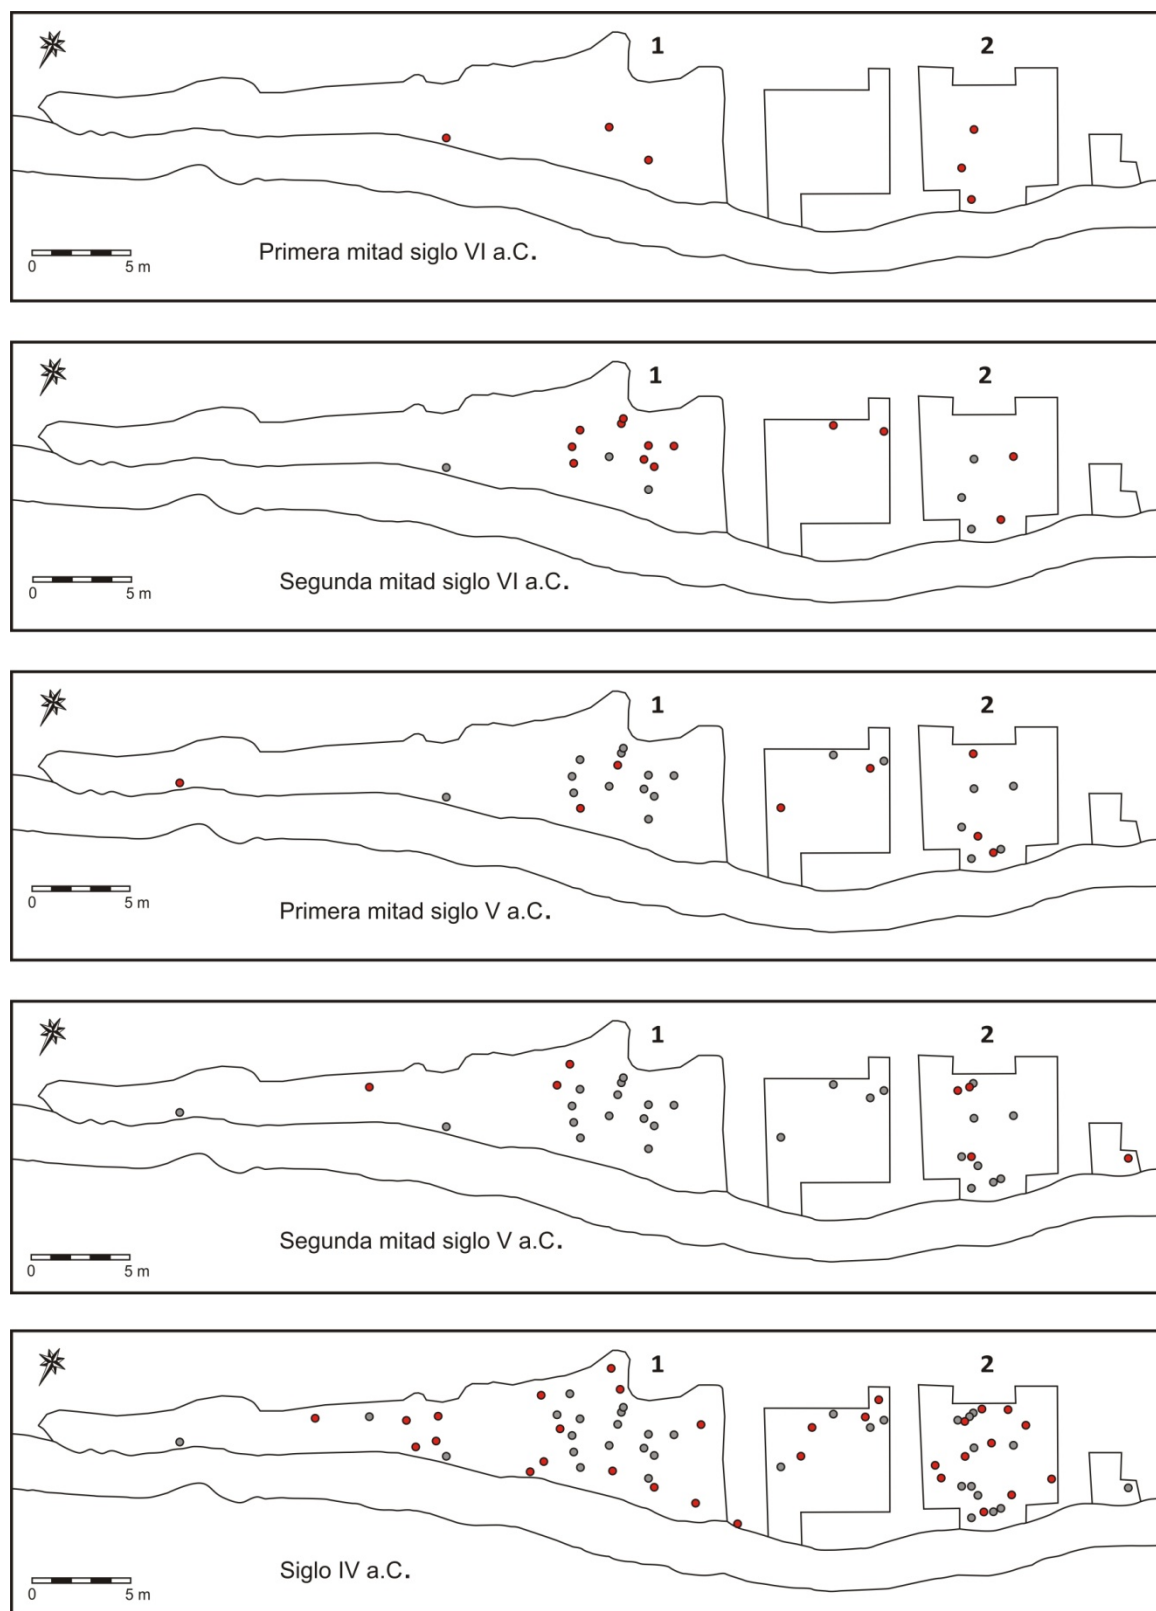 1 2
0 5 m
Primera mitad siglo VI a.C.
1 2
0 5 m
Segunda mitad siglo VI a.C.
1 2
0 5 m
Primera mitad siglo V a.C.
1 2
0 5 m
Segunda mitad siglo V a.C.
1 2
0 5 m
Siglo IV a.C.